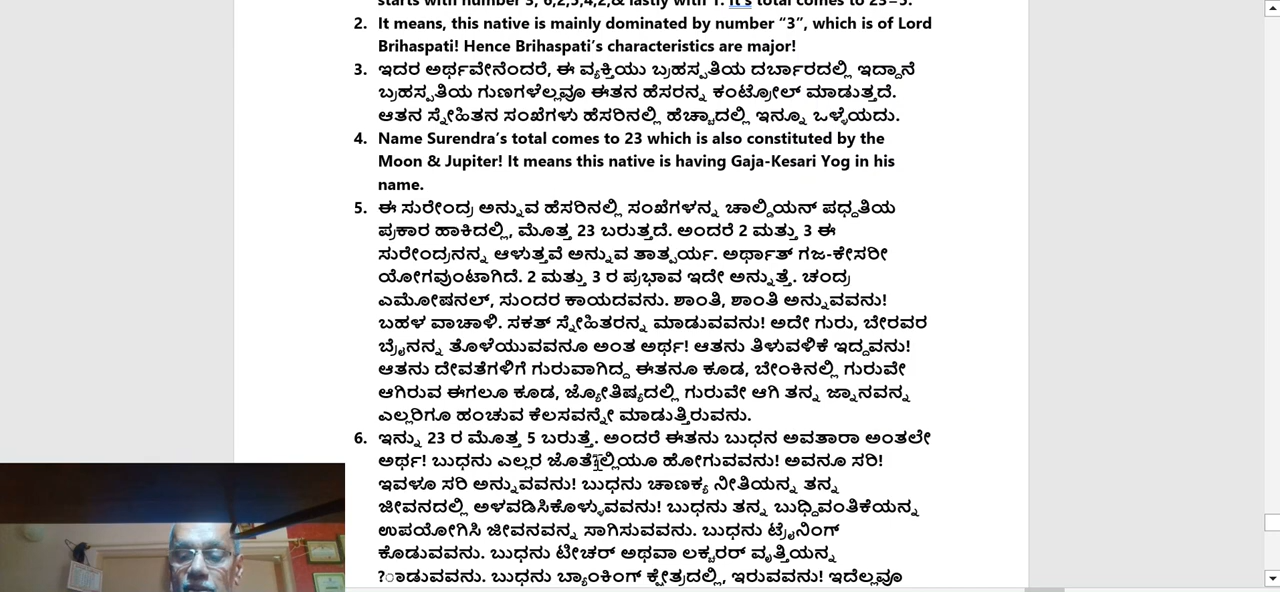 starts with number 3, 6,2,5,4,2,& lastly with 1. It's total comes to 23=5.
2. It means, this native is mainly dominated by number “3”, which is of Lord
Brihaspati! Hence Brihaspati’s characteristics are major!
3. ಇದರ ಅರ್ಥವೇನೆಂದರೆ, ಈ ವ್ಯಕ್ತಿಯು ಬ್ರಹಸ್ಪತಿಯ ದರ್ಬಾರದಲ್ಲಿ ಇದ್ದಾನೆ
ಬ್ರಹಸ್ಪತಿಯ ಗುಣಗಳೆಲ್ಲವೂ ಈತನ ಹೆಸರನ್ನ ಕಂಟ್ರೋಲ್ ಮಾಡುತ್ತದೆ.
ಆತನ ಸ್ನೇಹಿತನ ಸಂಖೆಗಳು ಹೆಸರಿನಲ್ಲಿ ಹೆಚ್ಚಾದಲ್ಲಿ ಇನ್ನೂ ಒಳ್ಳೆಯದು.
4. Name Surendra’s total comes to 23 which is also constituted by the
Moon & Jupiter! It means this native is having Gaja-Kesari Yog in his
name.
5. ಈ ಸುರೇಂದ್ರ ಅನ್ನುವ ಹೆಸರಿನಲ್ಲಿ ಸಂಖೆಗಳನ್ನ ಚಾಲ್ಡಿಯನ್ ಪಧ್ದತಿಯ
ಪ್ರಕಾರ ಹಾಕಿದಲ್ಲಿ, ಮೊತ್ತ 23 ಬರುತ್ತದೆ. ಅಂದರೆ 2 ಮತ್ತು 3 ಈ
ಸುರೇಂದ್ರನನ್ನ ಆಳುತ್ತವೆ ಅನ್ನುವ ತಾತ್ಪರ್ಯ. ಅರ್ಥಾತ್ ಗಜ-ಕೇಸರೀ
ಯೋಗವುಂಟಾಗಿದೆ. 2 ಮತ್ತು 3 ರ ಪ್ರಭಾವ ಇದೇ ಅನ್ನುತ್ತೆ. ಚಂದ್ರ
ಎಮೋಷನಲ್, ಸುಂದರ ಕಾಯದವನು. ಶಾಂತಿ, ಶಾಂತಿ ಅನ್ನುವವನು!
ಬಹಳ ವಾಚಾಳಿ. ಸಕತ್ ಸ್ನೇಹಿತರನ್ನ ಮಾಡುವವನು! ಅದೇ ಗುರು, ಬೇರವರ
ಬ್ರೈನನ್ನ ತೊಳೆಯುವವನೂ ಅಂತ ಅರ್ಥ! ಆತನು ತಿಳುವಳಿಕೆ ಇದ್ದವನು!
ಆತನು ದೇವತೆಗಳಿಗೆ ಗುರುವಾಗಿದ್ದ ಈತನೂ ಕೂಡ, ಬೇಂಕಿನಲ್ಲಿ ಗುರುವೇ
ಆಗಿರುವ ಈಗಲೂ ಕೂಡ, ಜ್ಯೋತಿಷ್ಯದಲ್ಲಿ ಗುರುವೇ ಆಗಿ ತನ್ನ ಜ್ನಾನವನ್ನ
ಎಲ್ಲರಿಗೂ ಹಂಚುವ ಕೆಲಸವನ್ನೇ ಮಾಡುತ್ತಿರುವನು.
6. ಇನ್ನು 23 ರ ಮೊತ್ತ 5 ಬರುತ್ತೆ. ಅಂದರೆ ಈತನು ಬುಧನ ಅವತಾರಾ ಅಂತಲೇ
ಅರ್ಥ! ಬುಧನು ಎಲ್ಲರ ಜೊತೆಲ್ಲಿಯೂ ಹೋಗುವವನು! ಅವನೂ ಸರಿ!
ಇವಳೂ ಸರಿ ಅನ್ನುವವನು! ಬುಧನು ಚಾಣಕ್ಯ ನೀತಿಯನ್ನ ತನ್ನ
ಜೀವನದಲ್ಲಿ ಅಳವಡಿಸಿಕೊಳ್ಳುವವನು! ಬುಧನು ತನ್ನ ಬುಧ್ದಿವಂತಿಕೆಯನ್ನ
ಉಪಯೋಗಿಸಿ ಜೀವನವನ್ನ ಸಾಗಿಸುವವನು. ಬುಧನು ಟ್ರೈನಿಂಗ್
ಕೊಡುವವನು. ಬುಧನು ಟೀಚರ್ ಅಥವಾ ಲಕ್ಚರರ್ ವೃತ್ತಿಯನ್ನ
?ಾಡುವವನು. ಬುಧನು ಬ್ಯಾಂಕಿಂಗ್ ಕ್ಷೇತ್ರದಲ್ಲಿ, ಇರುವವನು! ಇದೆಲ್ಲವೂ